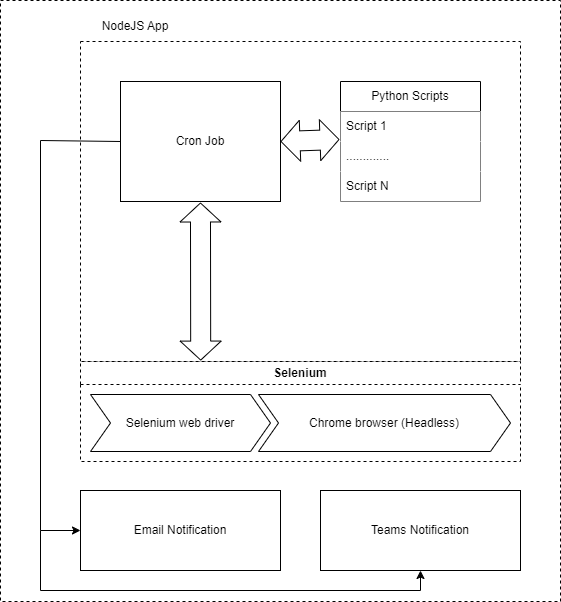 NodeJS App
Cron Job
Python Scripts
Script 1
.............
Script N
Selenium
Selenium web driver
Chrome browser (Headless)
Email Notification
Teams Notification